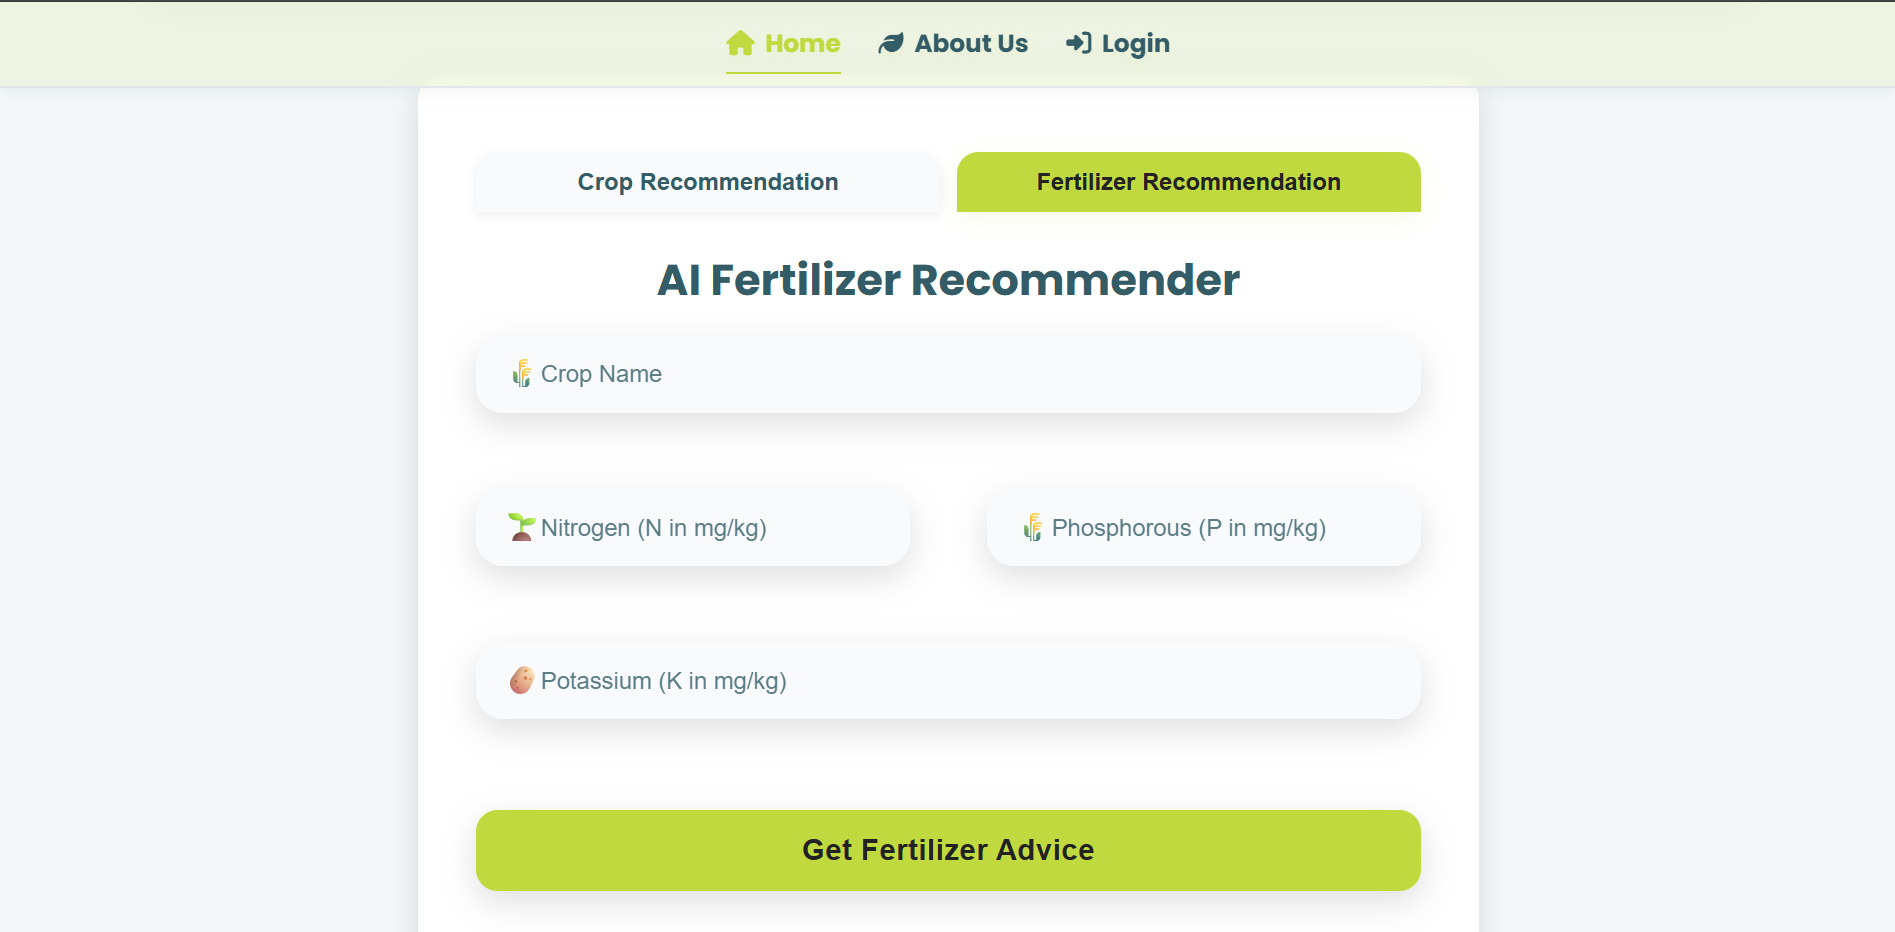 Home About Us Login
Crop Recommendation Fertilizer Recommendation
AI Fertilizer Recommender
Crop Name
Nitrogen (N in mg/kg) Phosphorous (P in mg/kg)
Potassium (K in mg/kg)
Get Fertilizer Advice